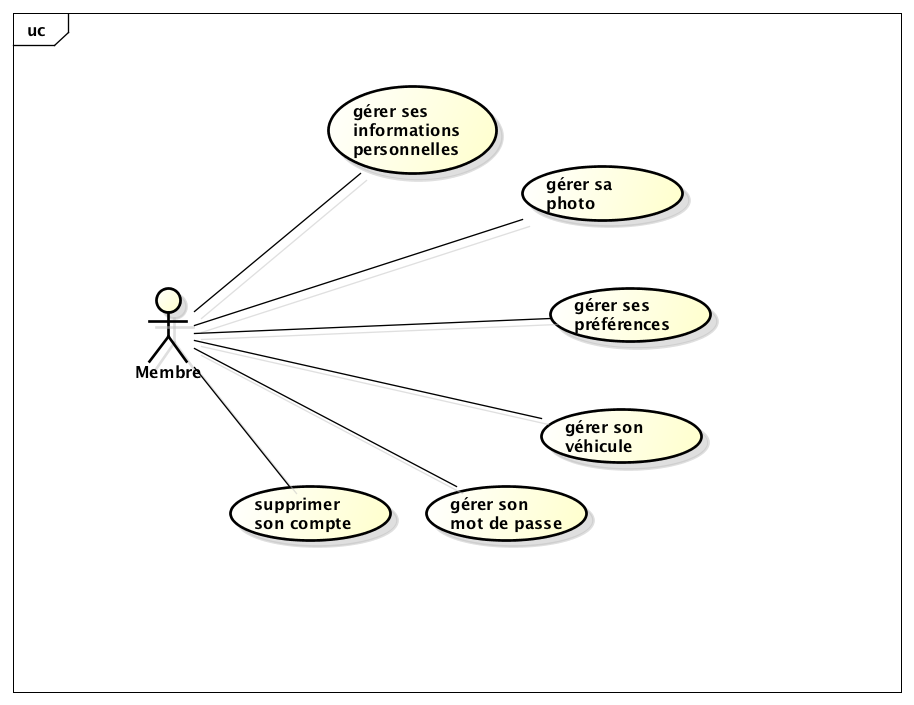 uc
gérer ses
informations
personnelles
gérer sa
photo
gérer ses
préférences
Membre
gérer son
véhicule
supprimer
son compte
gérer son
mot de passe